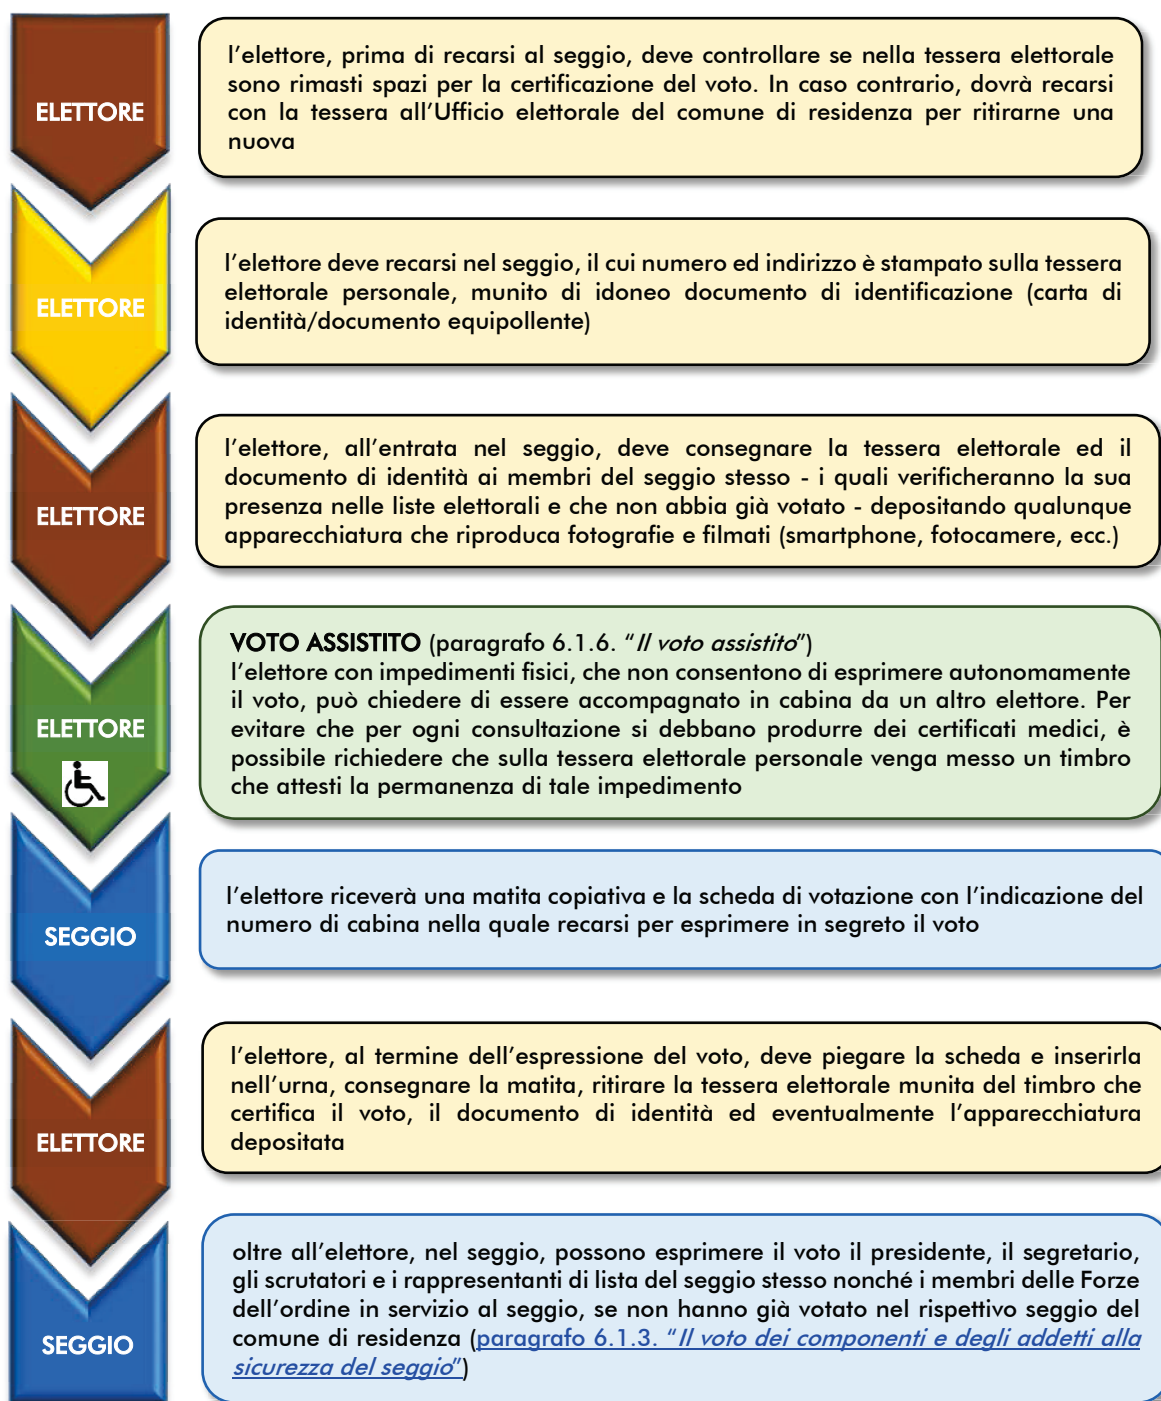 ELETTORE
l’elettore, prima di recarsi al seggio, deve controllare se nella tessera elettorale
sono rimasti spazi per la certificazione del voto. In caso contrario, dovrà recarsi
con la tessera all’Ufficio elettorale del comune di residenza per ritirarne una
nuova
ELETTORE
l’elettore deve recarsi nel seggio, il cui numero ed indirizzo è stampato sulla tessera
elettorale personale, munito di idoneo documento di identificazione (carta di
identità/documento equipollente)
ELETTORE
l’elettore, all’entrata nel seggio, deve consegnare la tessera elettorale ed il
documento di identità ai membri del seggio stesso - i quali verificheranno la sua
presenza nelle liste elettorali e che non abbia già votato - depositando qualunque
apparecchiatura che riproduca fotografie e filmati (smartphone, fotocamere, ecc.)
ELETTORE
VOTO ASSISTITO (paragrafo 6.1.6. “Il voto assistito”)
l’elettore con impedimenti fisici, che non consentono di esprimere autonomamente
il voto, può chiedere di essere accompagnato in cabina da un altro elettore. Per
evitare che per ogni consultazione si debbano produrre dei certificati medici, è
possibile richiedere che sulla tessera elettorale personale venga messo un timbro
che attesti la permanenza di tale impedimento
SEGGIO
l’elettore riceverà una matita copiativa e la scheda di votazione con l’indicazione del
numero di cabina nella quale recarsi per esprimere in segreto il voto
ELETTORE
l’elettore, al termine dell’espressione del voto, deve piegare la scheda e inserirla
nell’urna, consegnare la matita, ritirare la tessera elettorale munita del timbro che
certifica il voto, il documento di identità ed eventualmente l’apparecchiatura
depositata
SEGGIO
oltre all’elettore, nel seggio, possono esprimere il voto il presidente, il segretario,
gli scrutatori e i rappresentanti di lista del seggio stesso nonché i membri delle Forze
dell’ordine in servizio al seggio, se non hanno già votato nel rispettivo seggio del
comune di residenza (paragrafo 6.1.3. “Il voto dei componenti e degli addetti alla
sicurezza del seggio”)